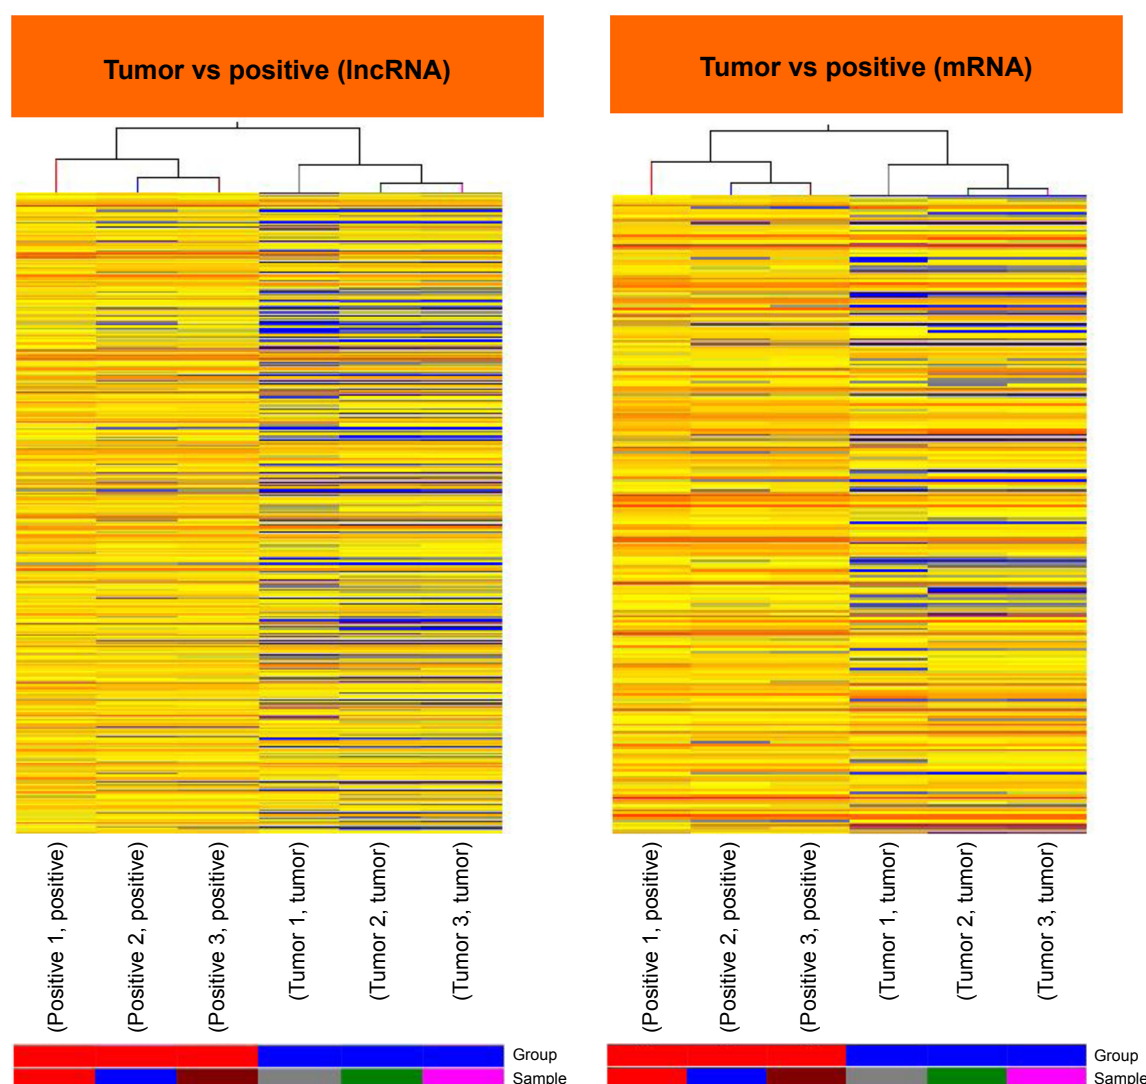 Tumor vs positive (lncRNA)
(Positive 1, positive)
(Positive 2, positive)
(Positive 3, positive)
(Tumor 1, tumor)
(Tumor 2, tumor)
(Tumor 3, tumor)
Group
Sample
Tumor vs positive (mRNA)
(Positive 1, positive)
(Positive 2, positive)
(Positive 3, positive)
(Tumor 1, tumor)
(Tumor 2, tumor)
(Tumor 3, tumor)
Group
Sample